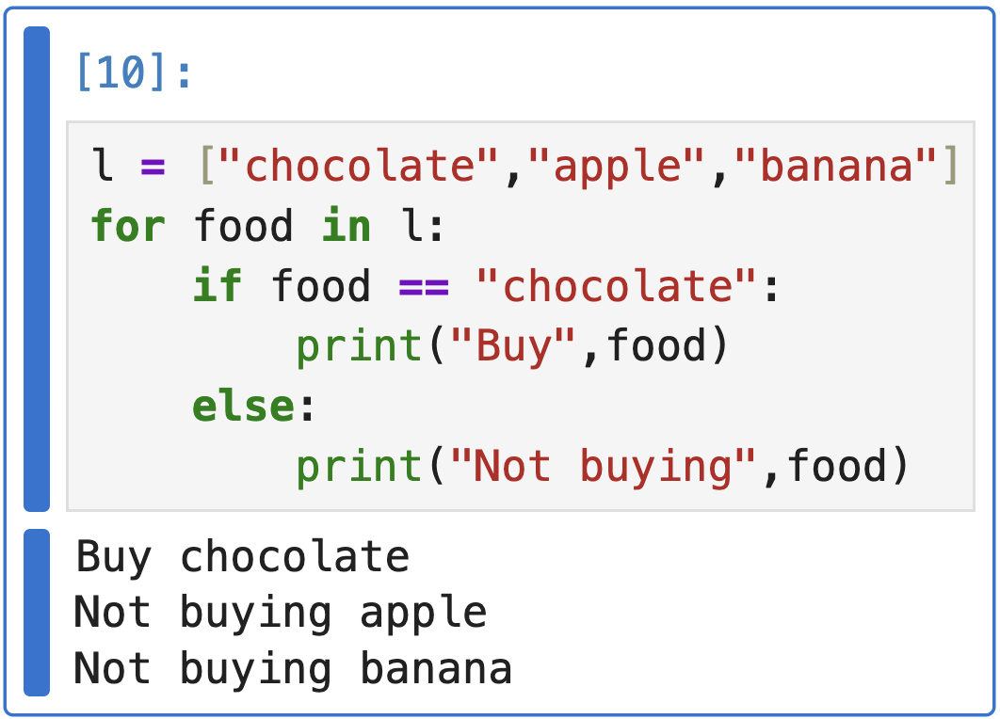 [10]:
l = ["chocolate","apple","banana"]
for food in l:
    if food == "chocolate":
        print("Buy",food)
    else:
        print("Not buying",food)
Buy chocolate
Not buying apple
Not buying banana